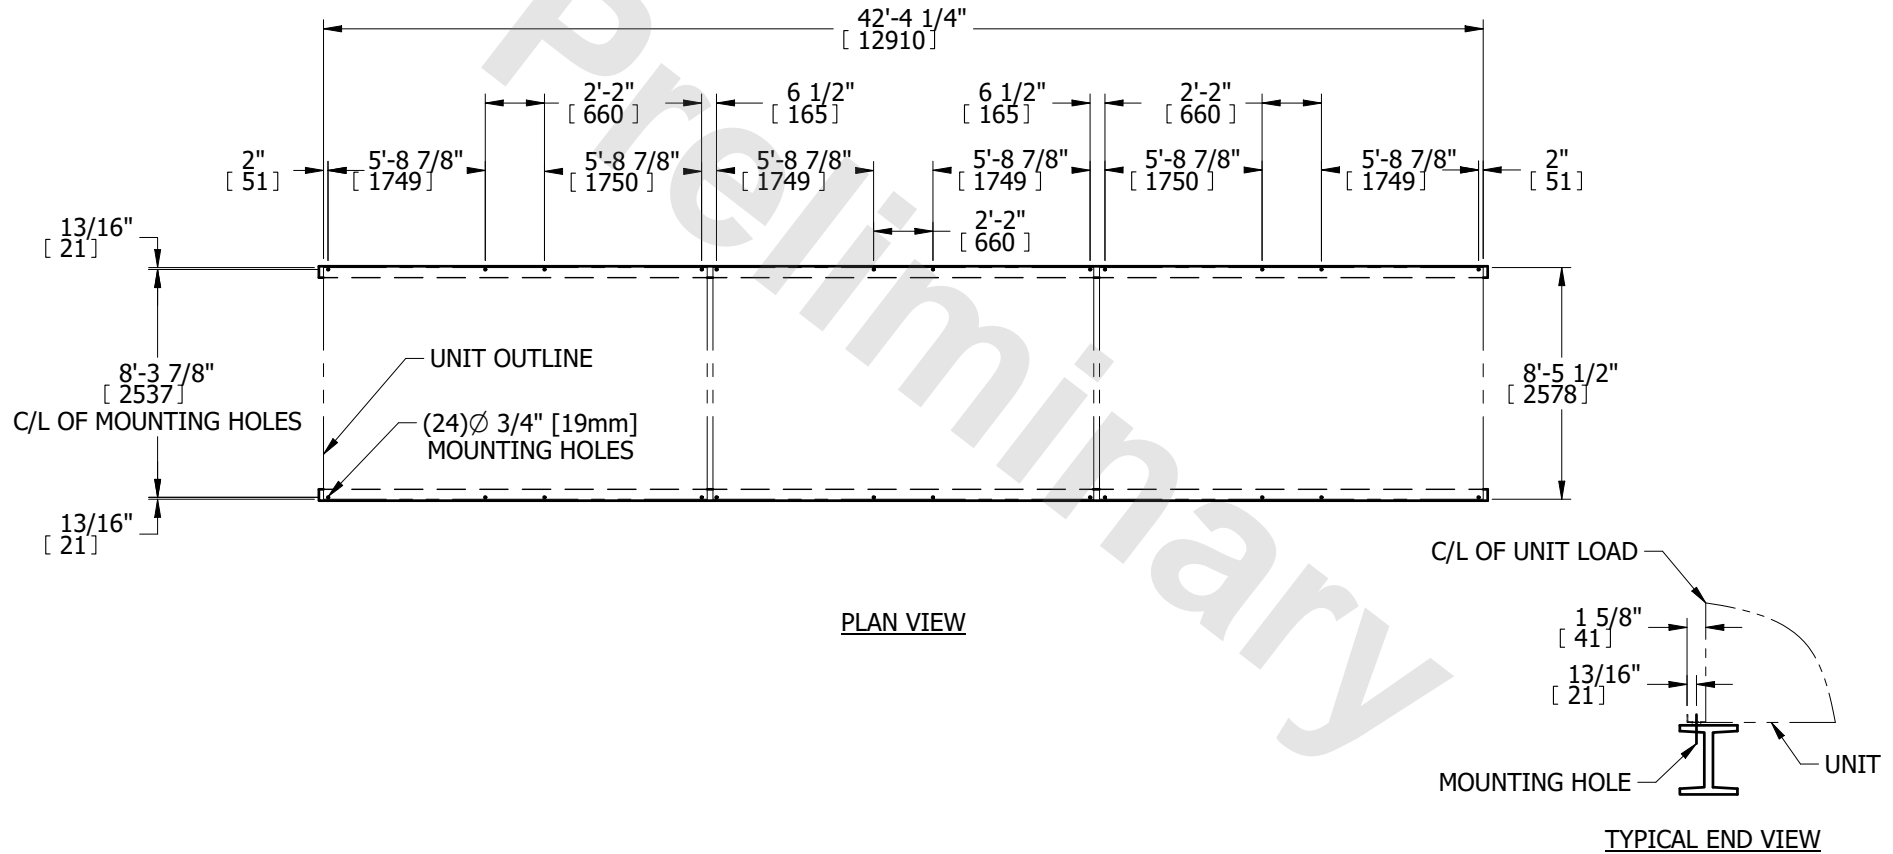 42'-4 1/4"
[ 12910 ]
2'-2"
[ 660 ]
6 1/2"
[ 165 ]
6 1/2"
[ 165 ]
2'-2"
[ 660 ]
2"
[ 51 ]
5'-8 7/8"
[ 1749 ]
5'-8 7/8"
[ 1750 ]
5'-8 7/8"
[ 1749 ]
5'-8 7/8"
[ 1749 ]
5'-8 7/8"
[ 1750 ]
5'-8 7/8"
[ 1749 ]
2"
[ 51 ]
2'-2"
[ 660 ]
13/16"
[ 21 ]
8'-3 7/8"
[ 2537 ]
C/L OF MOUNTING HOLES
UNIT OUTLINE
(24)Ø 3/4" [19mm]
MOUNTING HOLES
8'-5 1/2"
[ 2578 ]
13/16"
[ 21 ]
PLAN VIEW
C/L OF UNIT LOAD
1 5/8"
[ 41 ]
13/16"
[ 21 ]
MOUNTING HOLE
UNIT
TYPICAL END VIEW
Preliminary